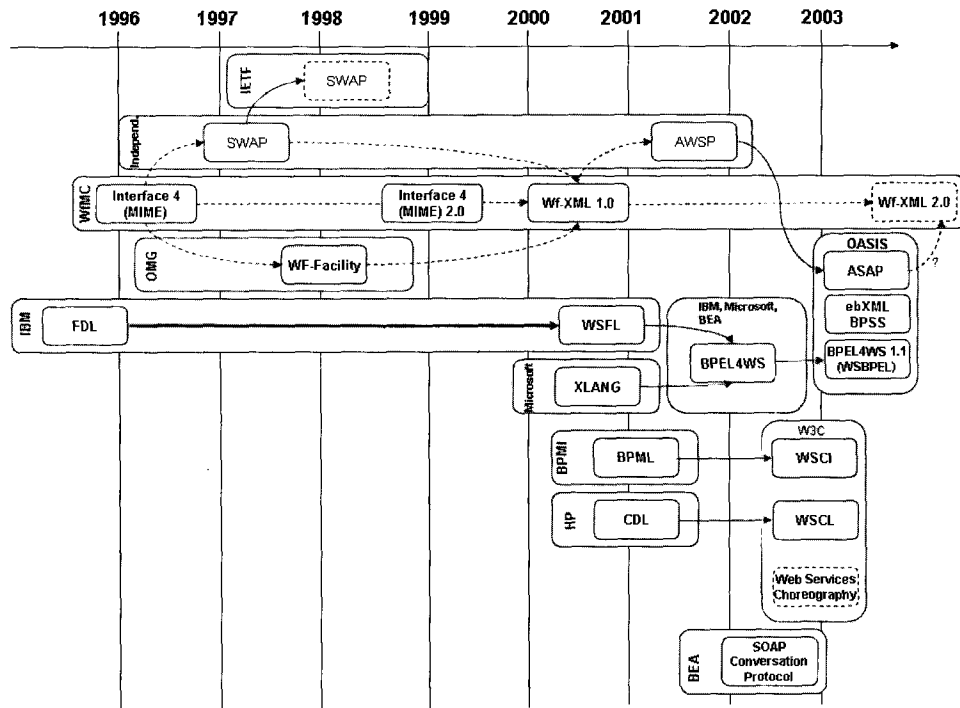 1996 1997 1998 1999 2000 2001 2002 2003
IETF
SWAP
Independ.
SWAP
AWSP
WfMC
Interface 4
(MIME)
Interface 4
(MIME) 2.0
Wf-XML 1.0
Wf-XML 2.0
OMG
WF-Facility
OASIS
ASAP
?
ebXML
BPSS
BPEL4WS 1.1
(WSBPEL)
IBM
FDL
WSFL
IBM, Microsoft,
BEA
BPEL4WS
Microsoft
XLANG
W3C
BPMI
BPML
WSCI
HP
CDL
WSCL
Web Services
Choreography
BEA
SOAP
Conversation
Protocol